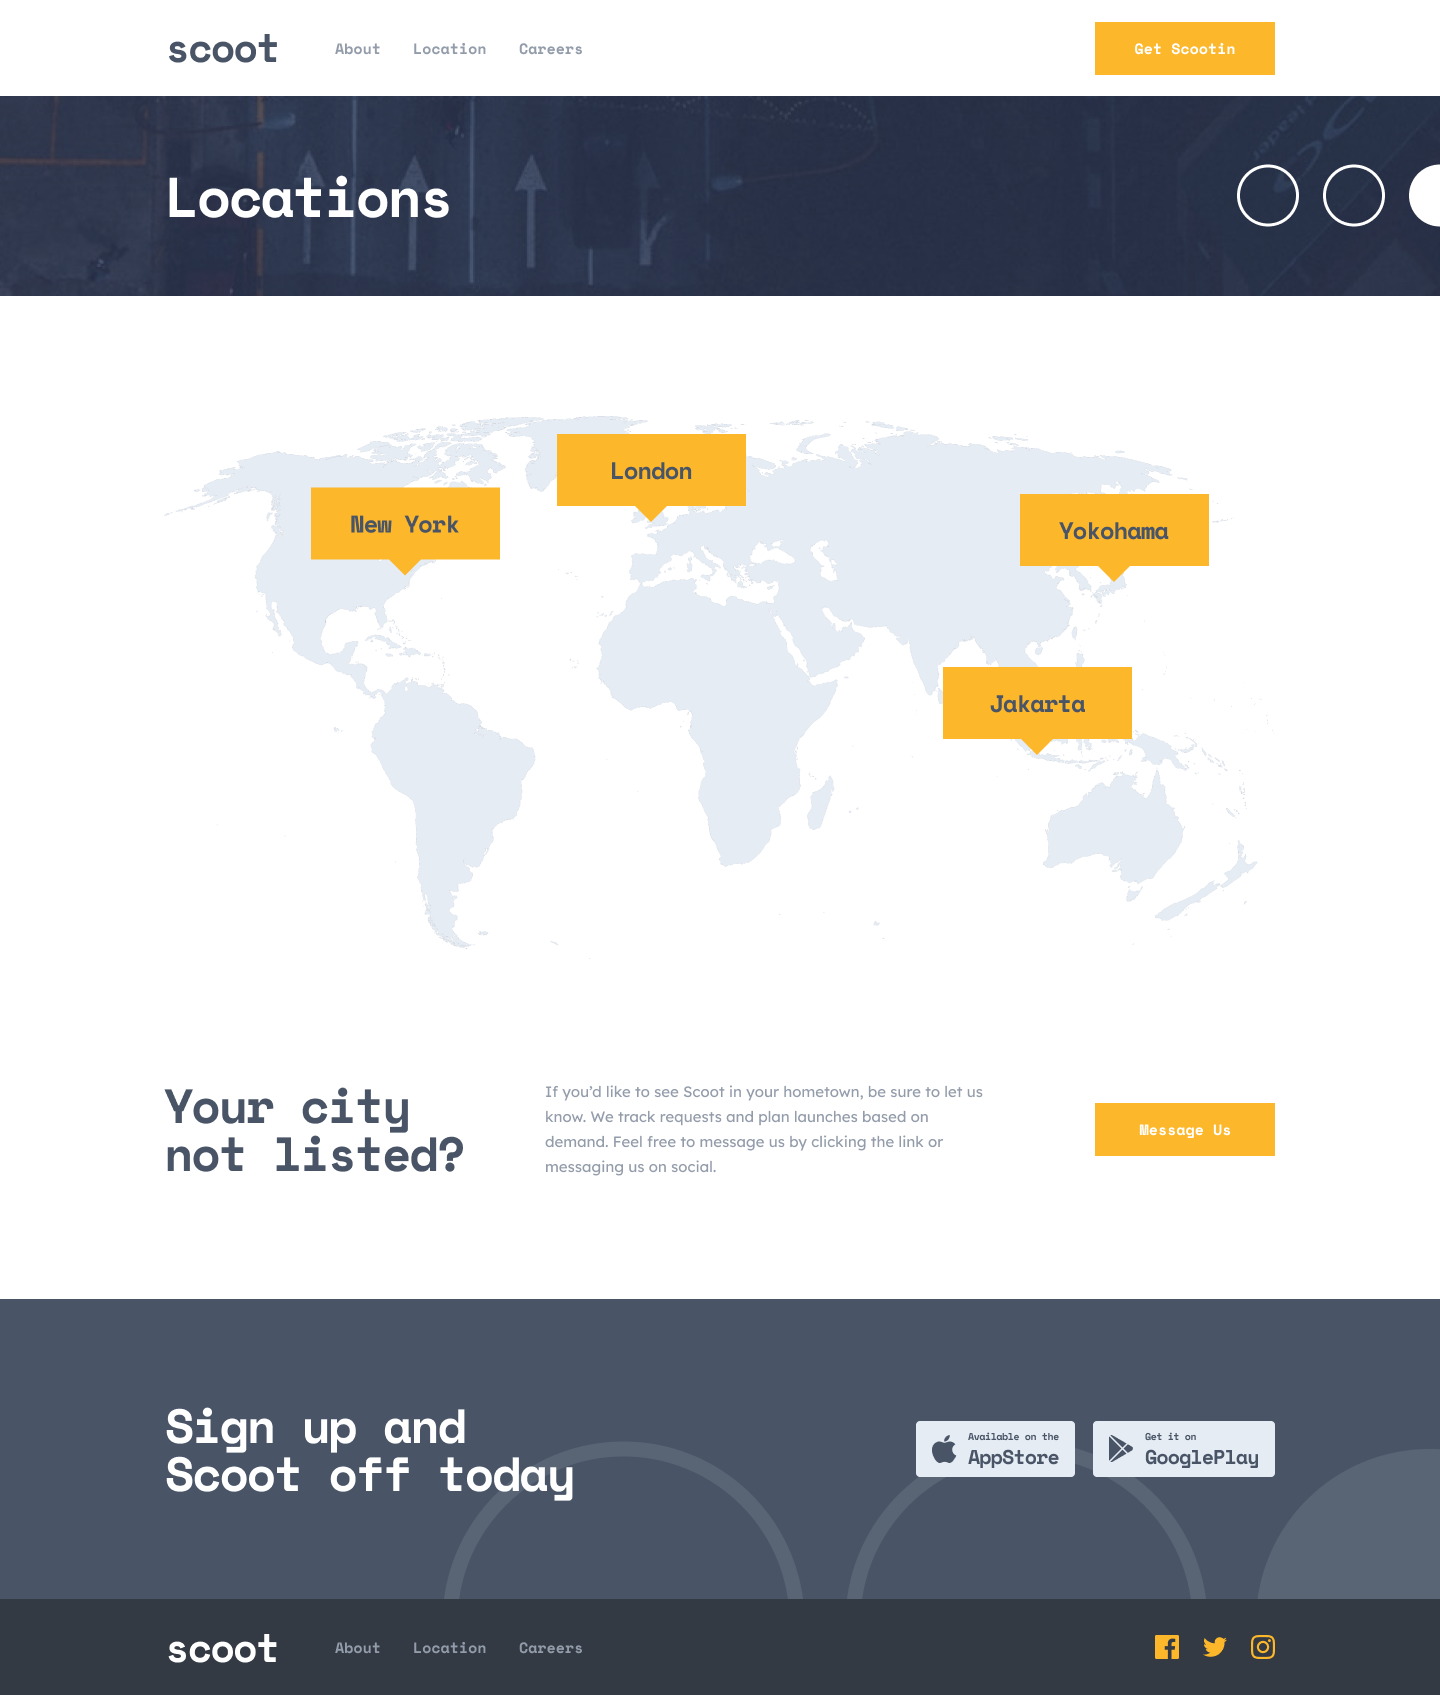 scoot
About
Location
Careers
Get Scootin
Locations
London
New York
Yokohama
Jakarta
Your city
not listed?
If you’d like to see Scoot in your hometown, be sure to let us
know. We track requests and plan launches based on
demand. Feel free to message us by clicking the link or
messaging us on social.
Message Us
Sign up and
Scoot off today
Available on the
AppStore
Get it on
GooglePlay
scoot
About
Location
Careers